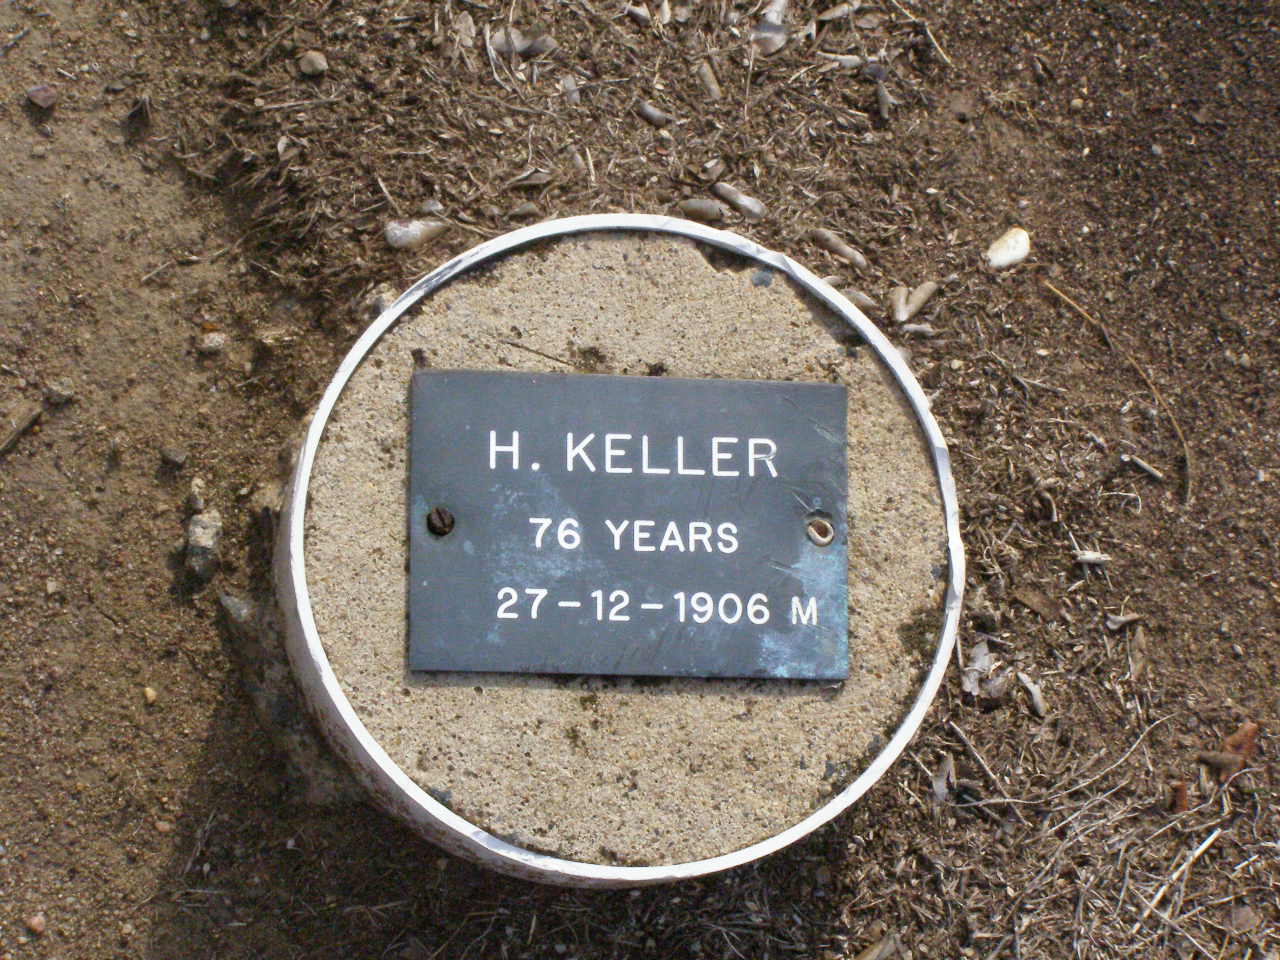 H. KELLER
76 YEARS
27-12-1906 M